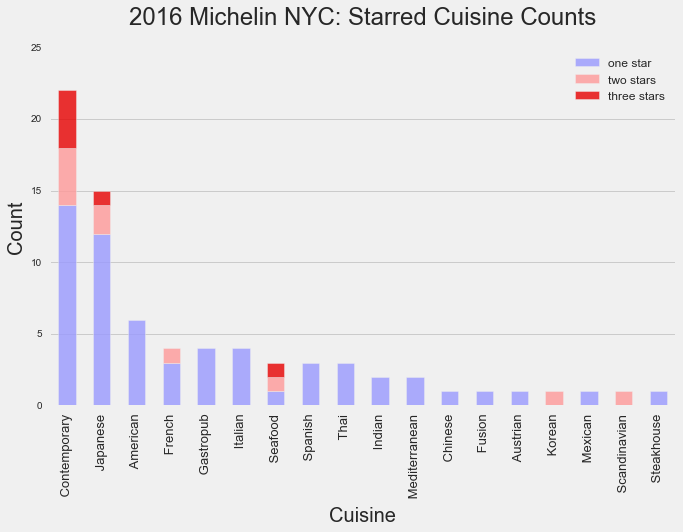 2016 Michelin NYC: Starred Cuisine Counts
25
20
15
10
5
0
Count
one star
two stars
three stars
Contemporary
Japanese
American
French
Gastropub
Italian
Seafood
Spanish
Thai
Indian
Mediterranean
Chinese
Fusion
Austrian
Korean
Mexican
Scandinavian
Steakhouse
Cuisine